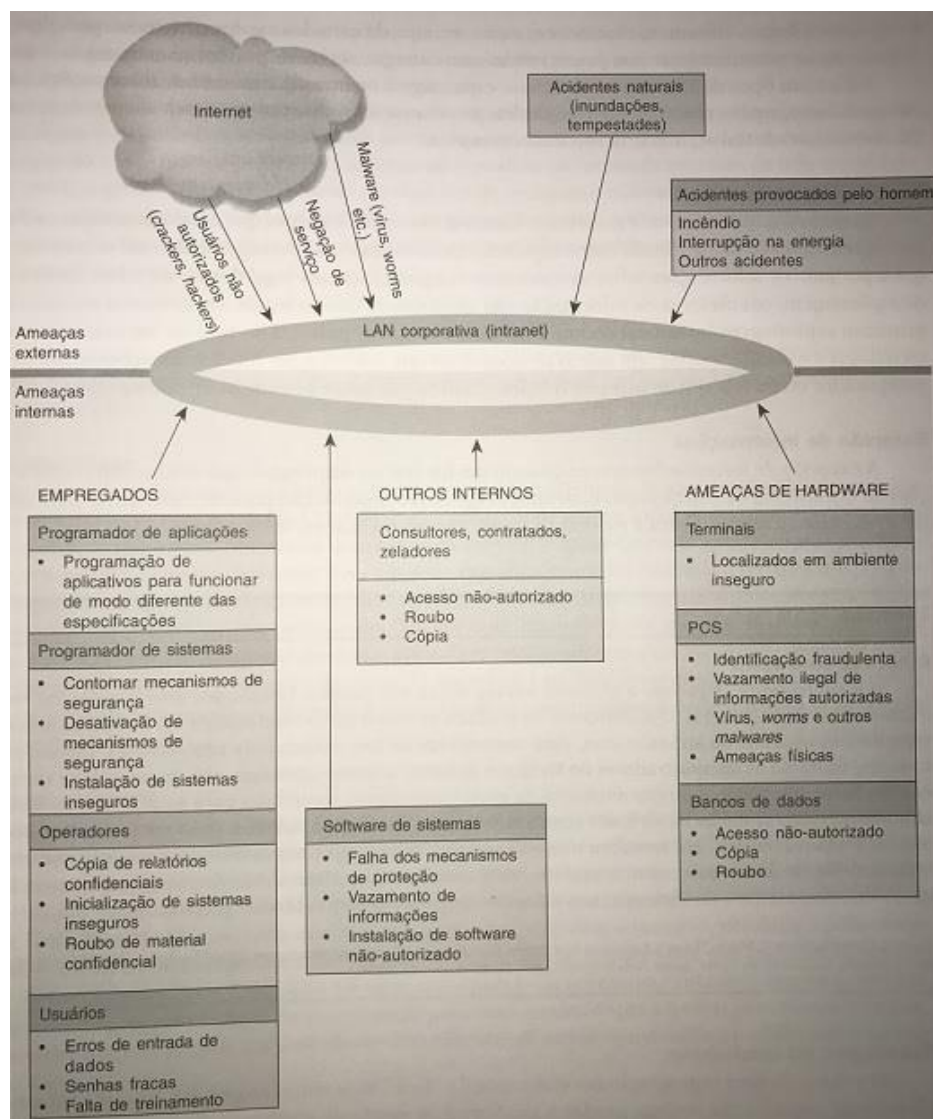 Internet
Usuários não
autorizados
(crackers, hackers)
Negação de
serviço
Malware (vírus, worms
etc.)
Acidentes naturais
(inundações,
tempestades)
Acidentes provocados pelo homem
Incêndio
Interrupção na energia
Outros acidentes
LAN corporativa (intranet)
Ameaças
externas
Ameaças
internas
EMPREGADOS
Programador de aplicações
• Programação de
aplicativos para funcionar
de modo diferente das
especificações
Programador de sistemas
• Contornar mecanismos de
segurança
• Desativação de
mecanismos de
segurança
• Instalação de sistemas
inseguros
Operadores
• Cópia de relatórios
confidenciais
• Inicialização de sistemas
inseguros
• Roubo de material
confidencial
Usuários
• Erros de entrada de
dados
• Senhas fracas
• Falta de treinamento
Software de sistemas
• Falha dos mecanismos
de proteção
• Vazamento de
informações
• Instalação de software
não-autorizado
OUTROS INTERNOS
Consultores, contratados,
zeladores
• Acesso não-autorizado
• Roubo
• Cópia
AMEAÇAS DE HARDWARE
Terminais
• Localizados em ambiente
inseguro
PCS
• Identificação fraudulenta
• Vazamento ilegal de
informações autorizadas
• Vírus, worms e outros
malwares
• Ameaças físicas
Bancos de dados
• Acesso não-autorizado
• Cópia
• Roubo